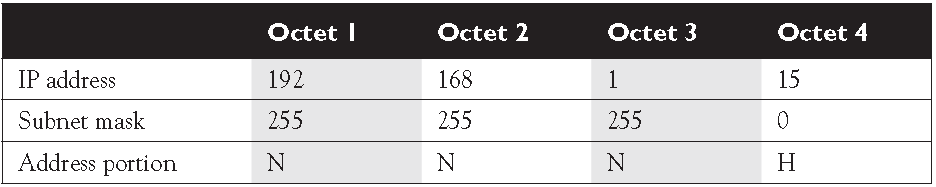 Octet 1 Octet 2 Octet 3 Octet 4
IP address 192 168 1 15
Subnet mask 255 255 255 0
Address portion N N N H